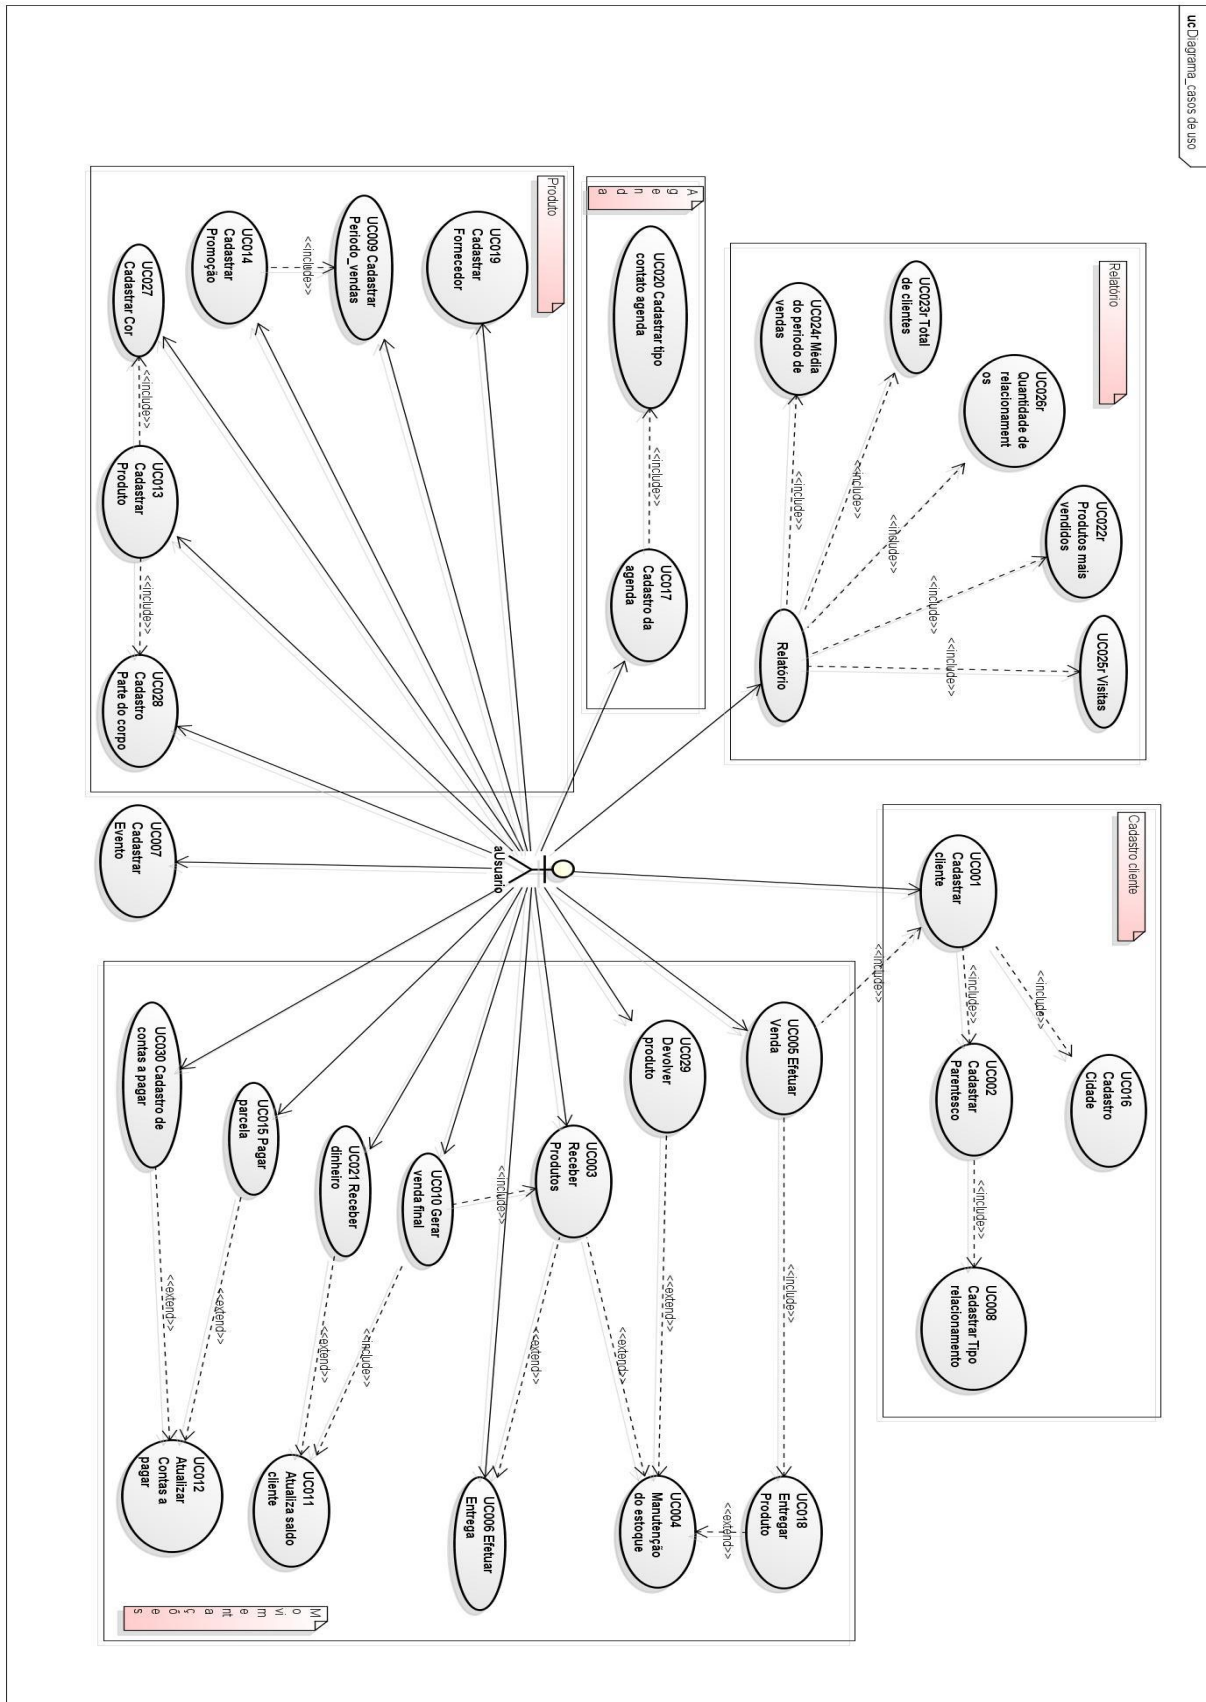 ucDiagrama_casos de uso
Relatório
UC025r Visitas
UC022r
Produtos mais
vendidos
UC026r
Quantidade de
relacionament
os
UC023r Total
de clientes
UC024r Média
do periodo de
vendas
Relatório
<<include>>
<<include>>
<<include>>
<<include>>
<<include>>
Cadastro cliente
UC016
Cadastro
Cidade
UC001
Cadastrar
cliente
UC002
Cadastrar
Parentesco
UC008
Cadastrar Tipo
relacionamento
<<include>>
<<include>>
<<include>>
<<include>>
A
g
e
n
d
a
UC020 Cadastrar tipo
contato agenda
<<include>>
UC017
Cadastro da
agenda
Produto
UC019
Cadastrar
Fornecedor
UC009 Cadastrar
Periodo_vendas
<<include>>
UC014
Cadastrar
Promoção
UC027
Cadastrar Cor
<<include>>
UC013
Cadastrar
Produto
<<include>>
UC028
Cadastro
Parte do corpo
aUsuario
UC007
Cadastrar
Evento
UC005 Efetuar
Venda
<<include>>
UC018
Entregar
Produto
<<extend>>
UC029
Devolver
produto
<<extend>>
UC004
Manutenção
do estoque
UC003
Receber
Produtos
<<extend>>
<<extend>>
<<include>>
UC006 Efetuar
Entrega
UC010 Gerar
venda final
<<include>>
UC021 Receber
dinheiro
<<extend>>
UC011
Atualiza saldo
cliente
UC015 Pagar
parcela
<<extend>>
UC030 Cadastro de
contas a pagar
<<extend>>
UC012
Atualizar
Contas a
pagar
M
o
vi
m
e
nt
a
ç
õ
e
s